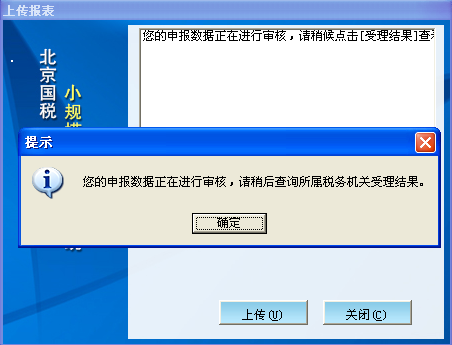 上传报表
您的申报数据正在进行审核，请稍候点击[受理结果]查
北京国税
小规模
提示
您的申报数据正在进行审核，请稍后查询所属税务机关受理结果。
确定
上传(U)
关闭(C)